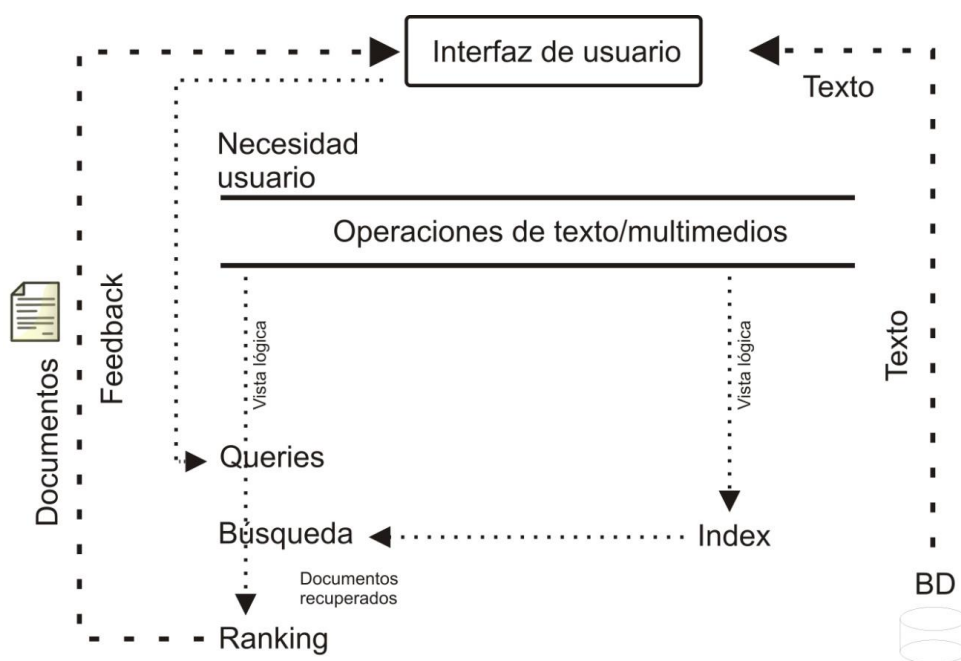 Interfaz de usuario
Texto
Necesidad
usuario
Operaciones de texto/multimedios
Documentos
Feedback
Vista lógica
Vista lógica
Texto
Queries
Búsqueda
Index
Documentos
recuperados
BD
Ranking